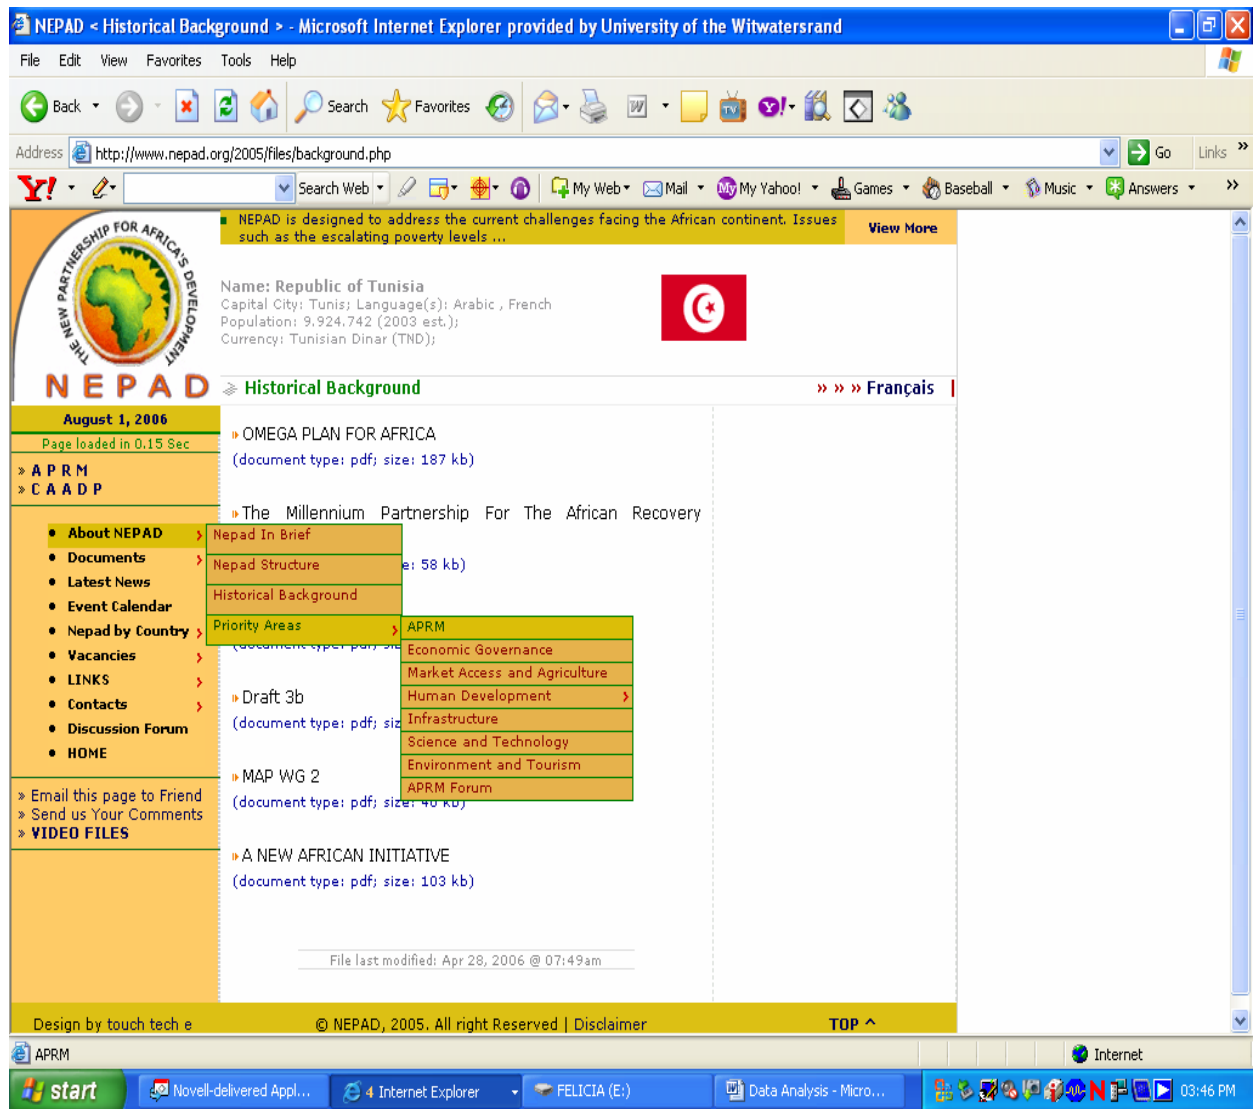 NEPAD < Historical Background > - Microsoft Internet Explorer provided by University of the Witwatersrand
File Edit View Favorites Tools Help
Back Search Favorites
Address http://www.nepad.org/2005/files/background.php Go Links »
Y! Search Web My Web Mail My Yahoo! Games Baseball Music Answers »
THE NEW PARTNERSHIP FOR AFRICA'S DEVELOPMENT
NEPAD
NEPAD is designed to address the current challenges facing the African continent. Issues
such as the escalating poverty levels ...
View More
Name: Republic of Tunisia
Capital City: Tunis; Language(s): Arabic , French
Population: 9.924.742 (2003 est.);
Currency: Tunisian Dinar (TND);
Historical Background
» » » Français
August 1, 2006
Page loaded in 0.15 Sec
» A P R M
» C A A D P
• About NEPAD
• Documents
• Latest News
• Event Calendar
• Nepad by Country
• Vacancies
• LINKS
• Contacts
• Discussion Forum
• HOME
» Email this page to Friend
» Send us Your Comments
» VIDEO FILES
Nepad In Brief
Nepad Structure
Historical Background
Priority Areas
APRM
Economic Governance
Market Access and Agriculture
Human Development
Infrastructure
Science and Technology
Environment and Tourism
APRM Forum
OMEGA PLAN FOR AFRICA
(document type: pdf; size: 187 kb)
The Millennium Partnership For The African Recovery
: 58 kb)
Draft 3b
(document type: pdf;
MAP WG 2
(document type: pdf; size: 40 kb)
A NEW AFRICAN INITIATIVE
(document type: pdf; size: 103 kb)
File last modified: Apr 28, 2006 @ 07:49am
Design by touch tech e
© NEPAD, 2005. All right Reserved | Disclaimer
TOP ^
APRM
Internet
start
Novell-delivered Appl...
4 Internet Explorer
FELICIA (E:)
Data Analysis - Micro...
03:46 PM